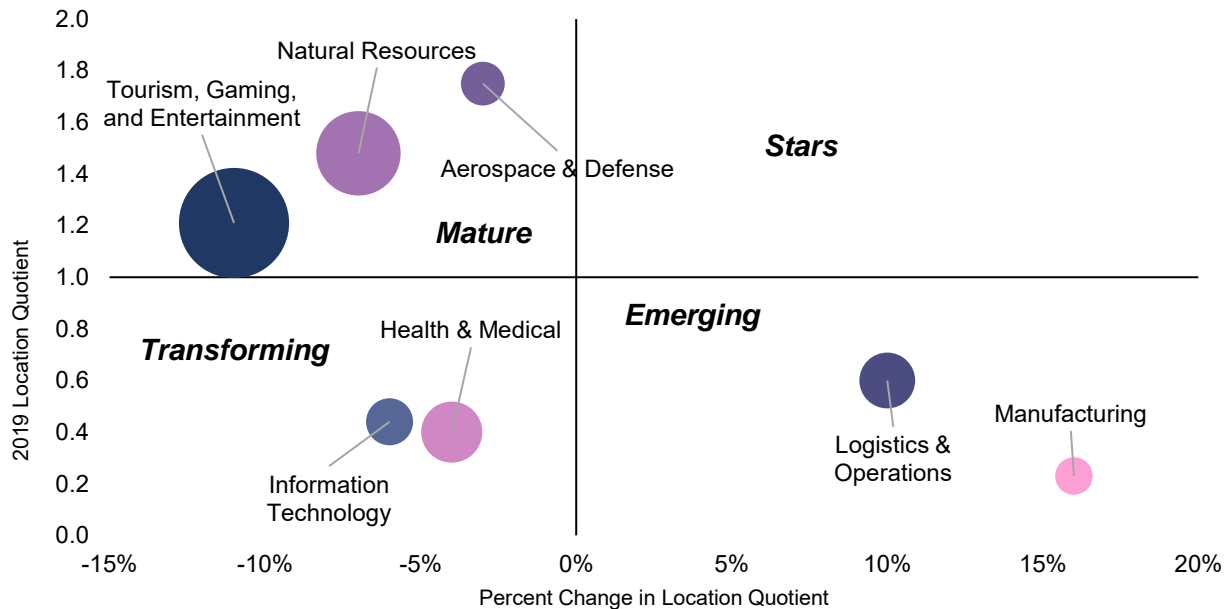 2.0
1.8
1.6
1.4
1.2
1.0
0.8
0.6
0.4
0.2
0.0
2019 Location Quotient
Natural Resources
Tourism, Gaming,
and Entertainment
Aerospace & Defense
Stars
Mature
Transforming
Health & Medical
Emerging
Information
Technology
Logistics &
Operations
Manufacturing
-15%
-10%
-5%
0%
5%
10%
15%
20%
Percent Change in Location Quotient